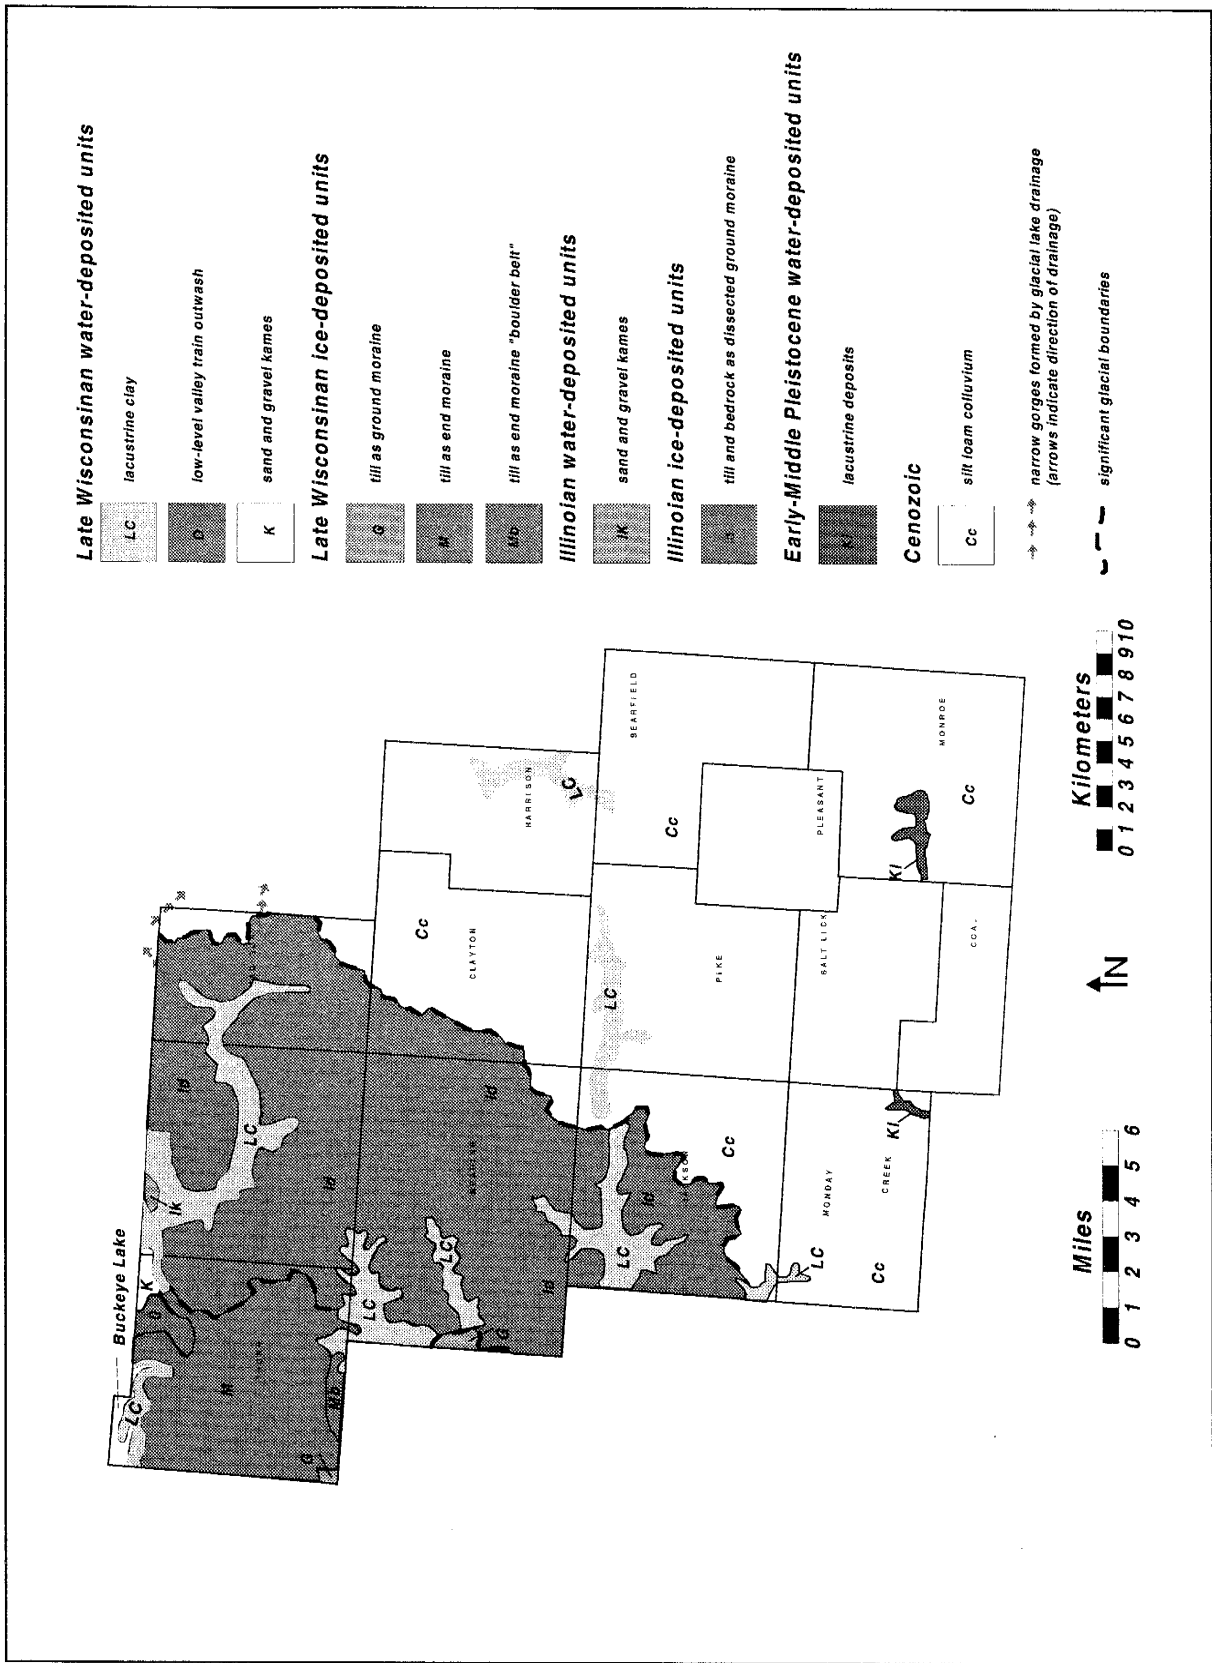 Late Wisconsinan water-deposited units
LC
lacustrine clay
O
low-level valley train outwash
K
sand and gravel kames
Late Wisconsinan ice-deposited units
G
till as ground moraine
M
till as end moraine
Mb
till as end moraine "boulder belt"
Illinoian water-deposited units
IK
sand and gravel kames
Illinoian ice-deposited units
till and bedrock as dissected ground moraine
Early-Middle Pleistocene water-deposited units
Kl
lacustrine deposits
Cenozoic
Cc
silt loam colluvium
narrow gorges formed by glacial lake drainage
(arrows indicate direction of drainage)
significant glacial boundaries
Buckeye Lake
LC
K
O
M
G
Mb
Ik
Id
LC
Id
LC
LC
G
Id
Id
Cc
CLAYTON
HARRISON
LC
BEARFIELD
Cc
LC
PIKE
LC
Id
Cc
PLEASANT
SALT LICK
MONROE
Cc
Kl
COAL
MONDAY
CREEK
Kl
LC
Cc
N
Miles
0 1 2 3 4 5 6
Kilometers
0 1 2 3 4 5 6 7 8 9 10